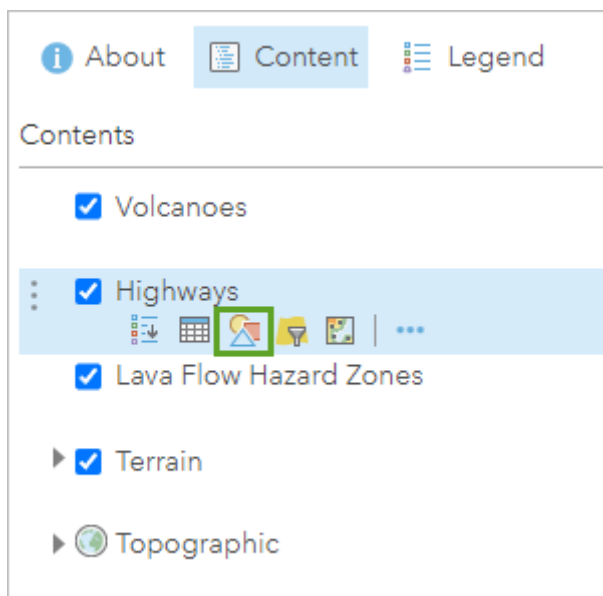 About Content Legend
Contents
Volcanoes
Highways
Lava Flow Hazard Zones
Terrain
Topographic